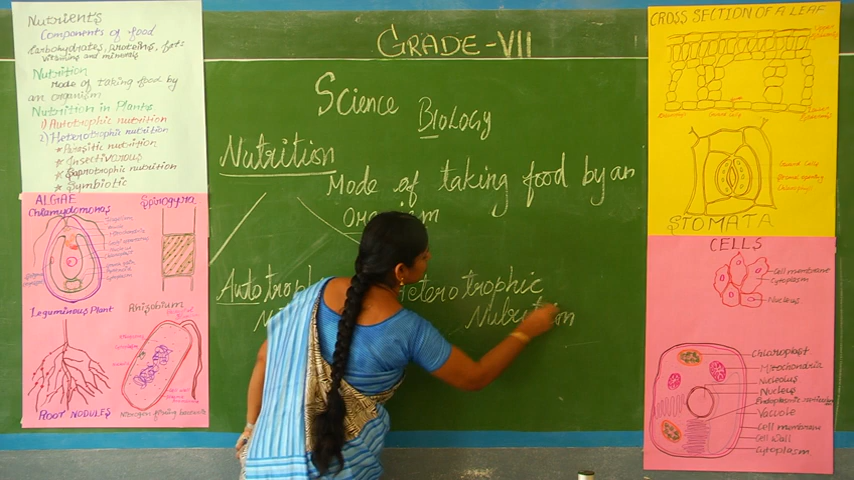 Nutrients
Components of food
Carbohydrates, proteins, fats
vitamins and minerals
Nutrition
Mode of taking food by
an organism
Nutrition in Plants
1) Autotrophic nutrition
2) Heterotrophic nutrition
* Parasitic nutrition
* Insectivorous
* Saprotrophic nutrition
* Symbiotic
ALGAE
Chlamydomonas
Spirogyra
Leguminous Plant
Rhizobium
ROOT NODULES
Nitrogen fixing bacteria
GRADE-VII
Science
Biology
Nutrition
Mode of taking food by an
Organism
Autotroph
Heterotrophic
Nutrition
CROSS SECTION OF A LEAF
Guard cells
STOMATA
CELLS
Cell membrane
Cytoplasm
Nucleus
Chloroplast
Mitochondria
Nucleolus
Nucleus
Endoplasmic reticulum
Vacuole
Cell membrane
Cell wall
Cytoplasm